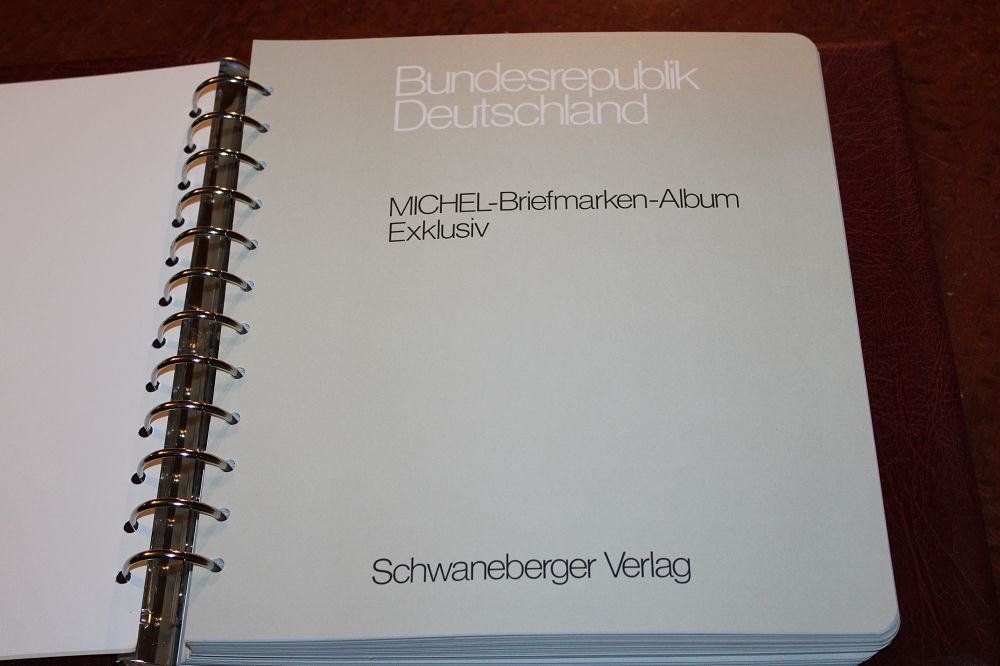 Bundesrepublik
Deutschland
MICHEL-Briefmarken-Album
Exklusiv
Schwaneberger Verlag